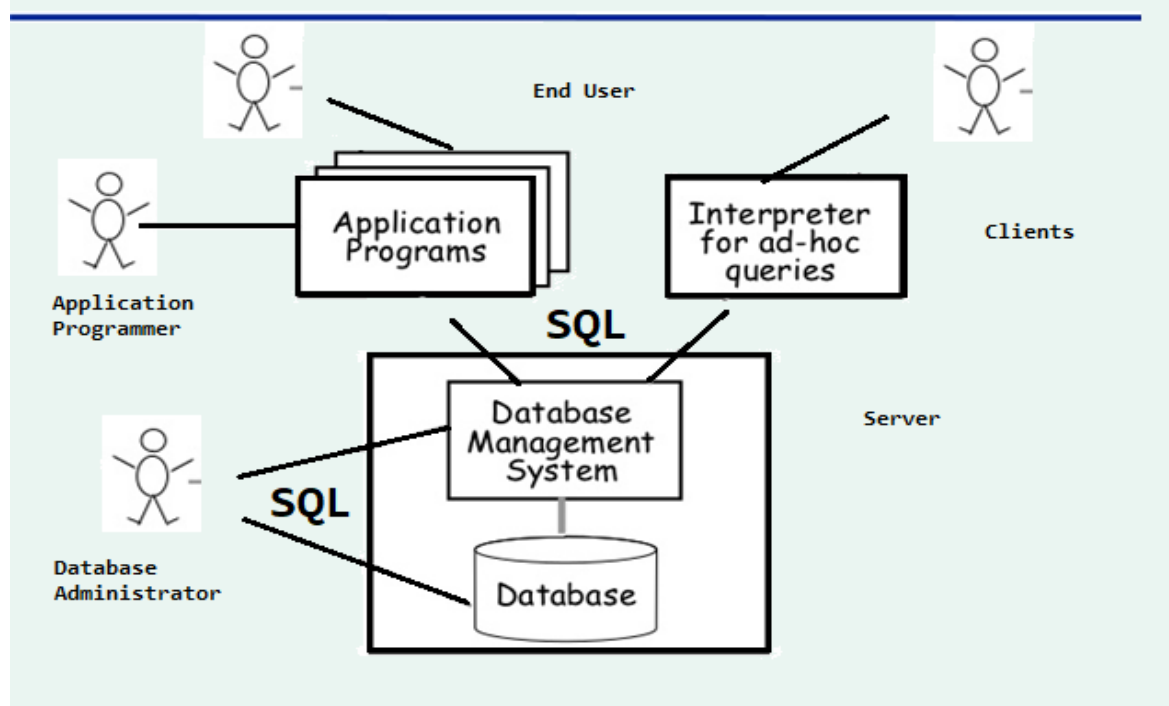 End User
Application
Programs
Interpreter
for ad-hoc
queries
Clients
Application
Programmer
SQL
Database
Management
System
Server
SQL
Database
Administrator
Database